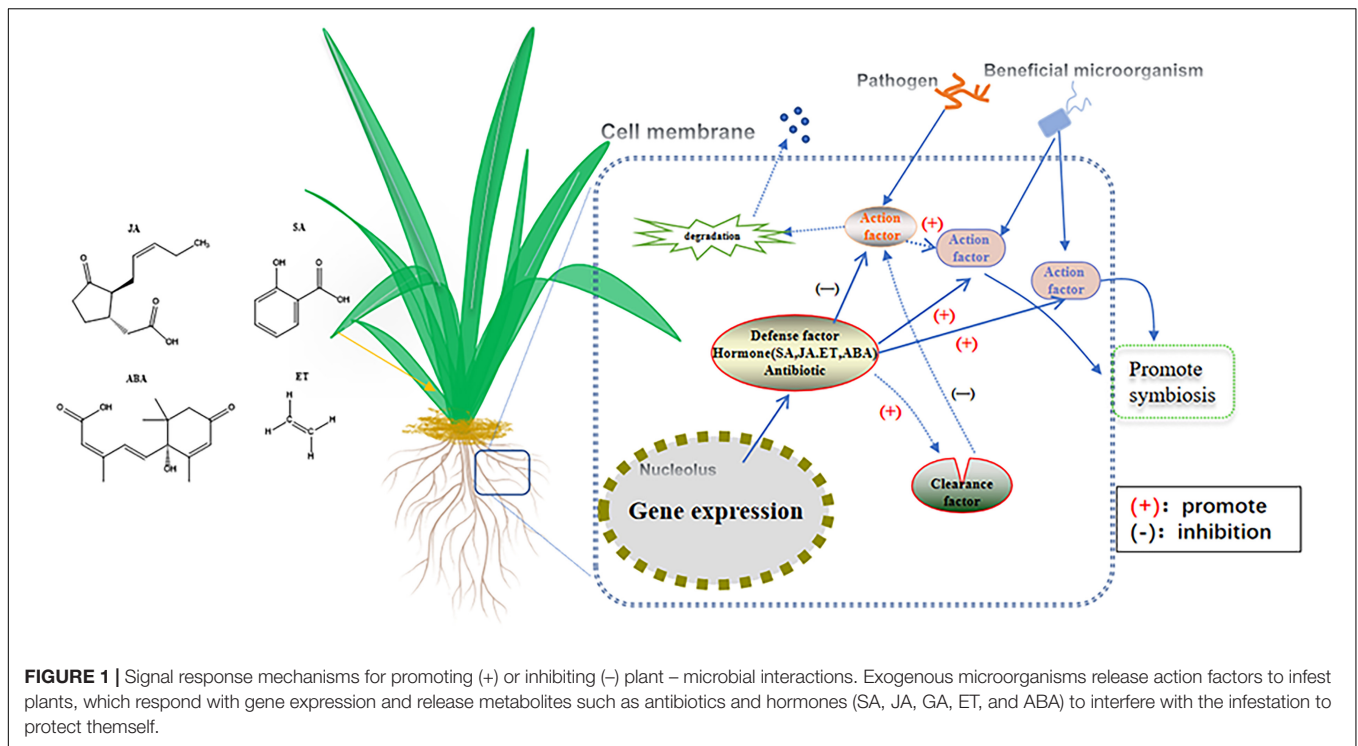 Pathogen
Beneficial microorganism
Cell membrane
JA
CH₃
O
O
OH
SA
OH
O
OH
degradation
Action
factor
(+)
Action
factor
Action
factor
(—)
(+)
(+)
Defense factor
Hormone(SA,JA.ET,ABA)
Antibiotic
Promote
symbiosis
ABA
O
OH
O
OH
ET
H
H
H
H
(+)
(—)
Nucleolus
Gene expression
Clearance
factor
(+): promote
(-): inhibition
FIGURE 1 | Signal response mechanisms for promoting (+) or inhibiting (–) plant – microbial interactions. Exogenous microorganisms release action factors to infest
plants, which respond with gene expression and release metabolites such as antibiotics and hormones (SA, JA, GA, ET, and ABA) to interfere with the infestation to
protect themself.